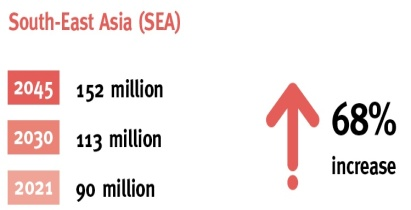 South-East Asia (SEA)
2045 152 million
2030 113 million
2021 90 million
68%
increase